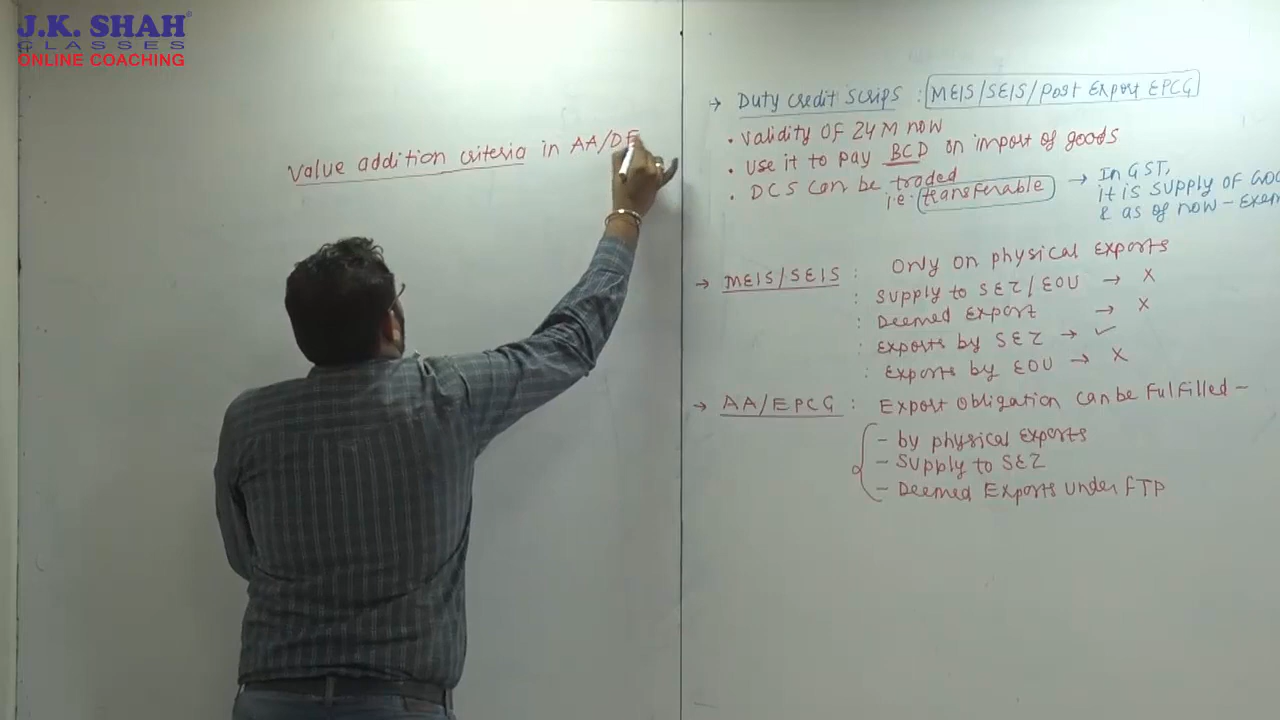 J.K. SHAH
CLASSES
ONLINE COACHING
Value addition criteria in AA/DF
→ Duty credit scrips : MEIS/SEIS/Post Export EPCG
• Validity OF 24 M now
• Use it to pay BCD on import of goods
• DCS can be traded
i.e. transferable → In GST,
it is supply of
& as of now -
→ MEIS/SEIS : Only on physical exports
: Supply to SEZ/EOU → X
: Deemed Export → X
: Exports by SEZ → ✓
: Exports by EOU → X
→ AA/EPCG : Export Obligation can be Fulfilled -
- by physical exports
- Supply to SEZ
- Deemed Exports under FTP